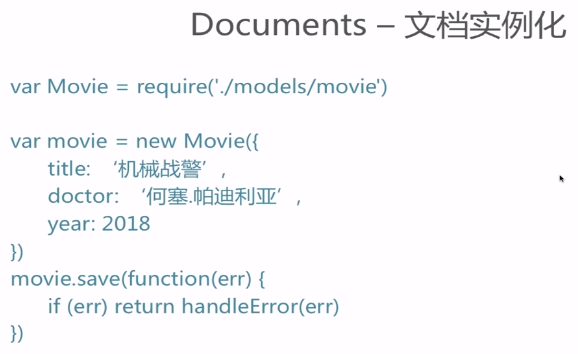 Documents – 文档实例化
var Movie = require('./models/movie')
var movie = new Movie({
title: ‘机械战警’,
doctor: ‘何塞.帕迪利亚’,
year: 2018
})
movie.save(function(err) {
if (err) return handleError(err)
})